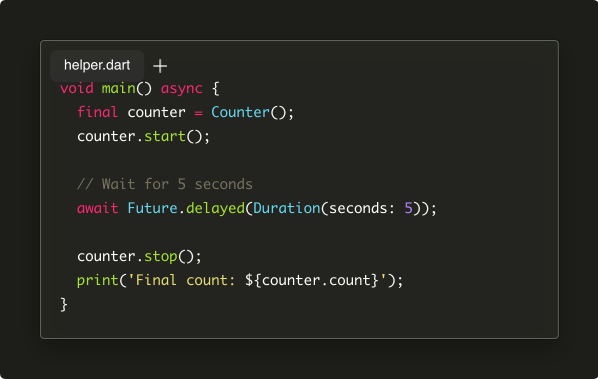 helper.dart +
void main() async {
  final counter = Counter();
  counter.start();

  // Wait for 5 seconds
  await Future.delayed(Duration(seconds: 5));

  counter.stop();
  print('Final count: ${counter.count}');
}